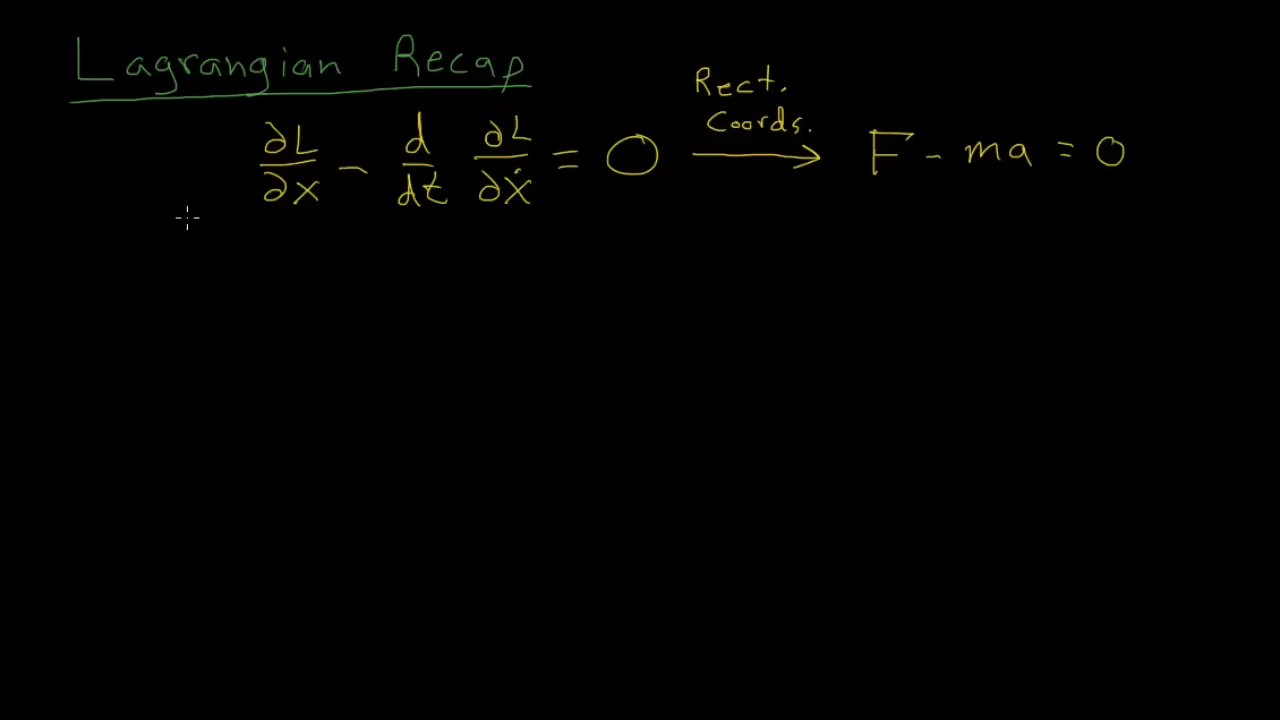 Lagrangian Recap
∂L/∂x - d/dt ∂L/∂ẋ = 0
Rect.
Coords.
→ F - ma = 0